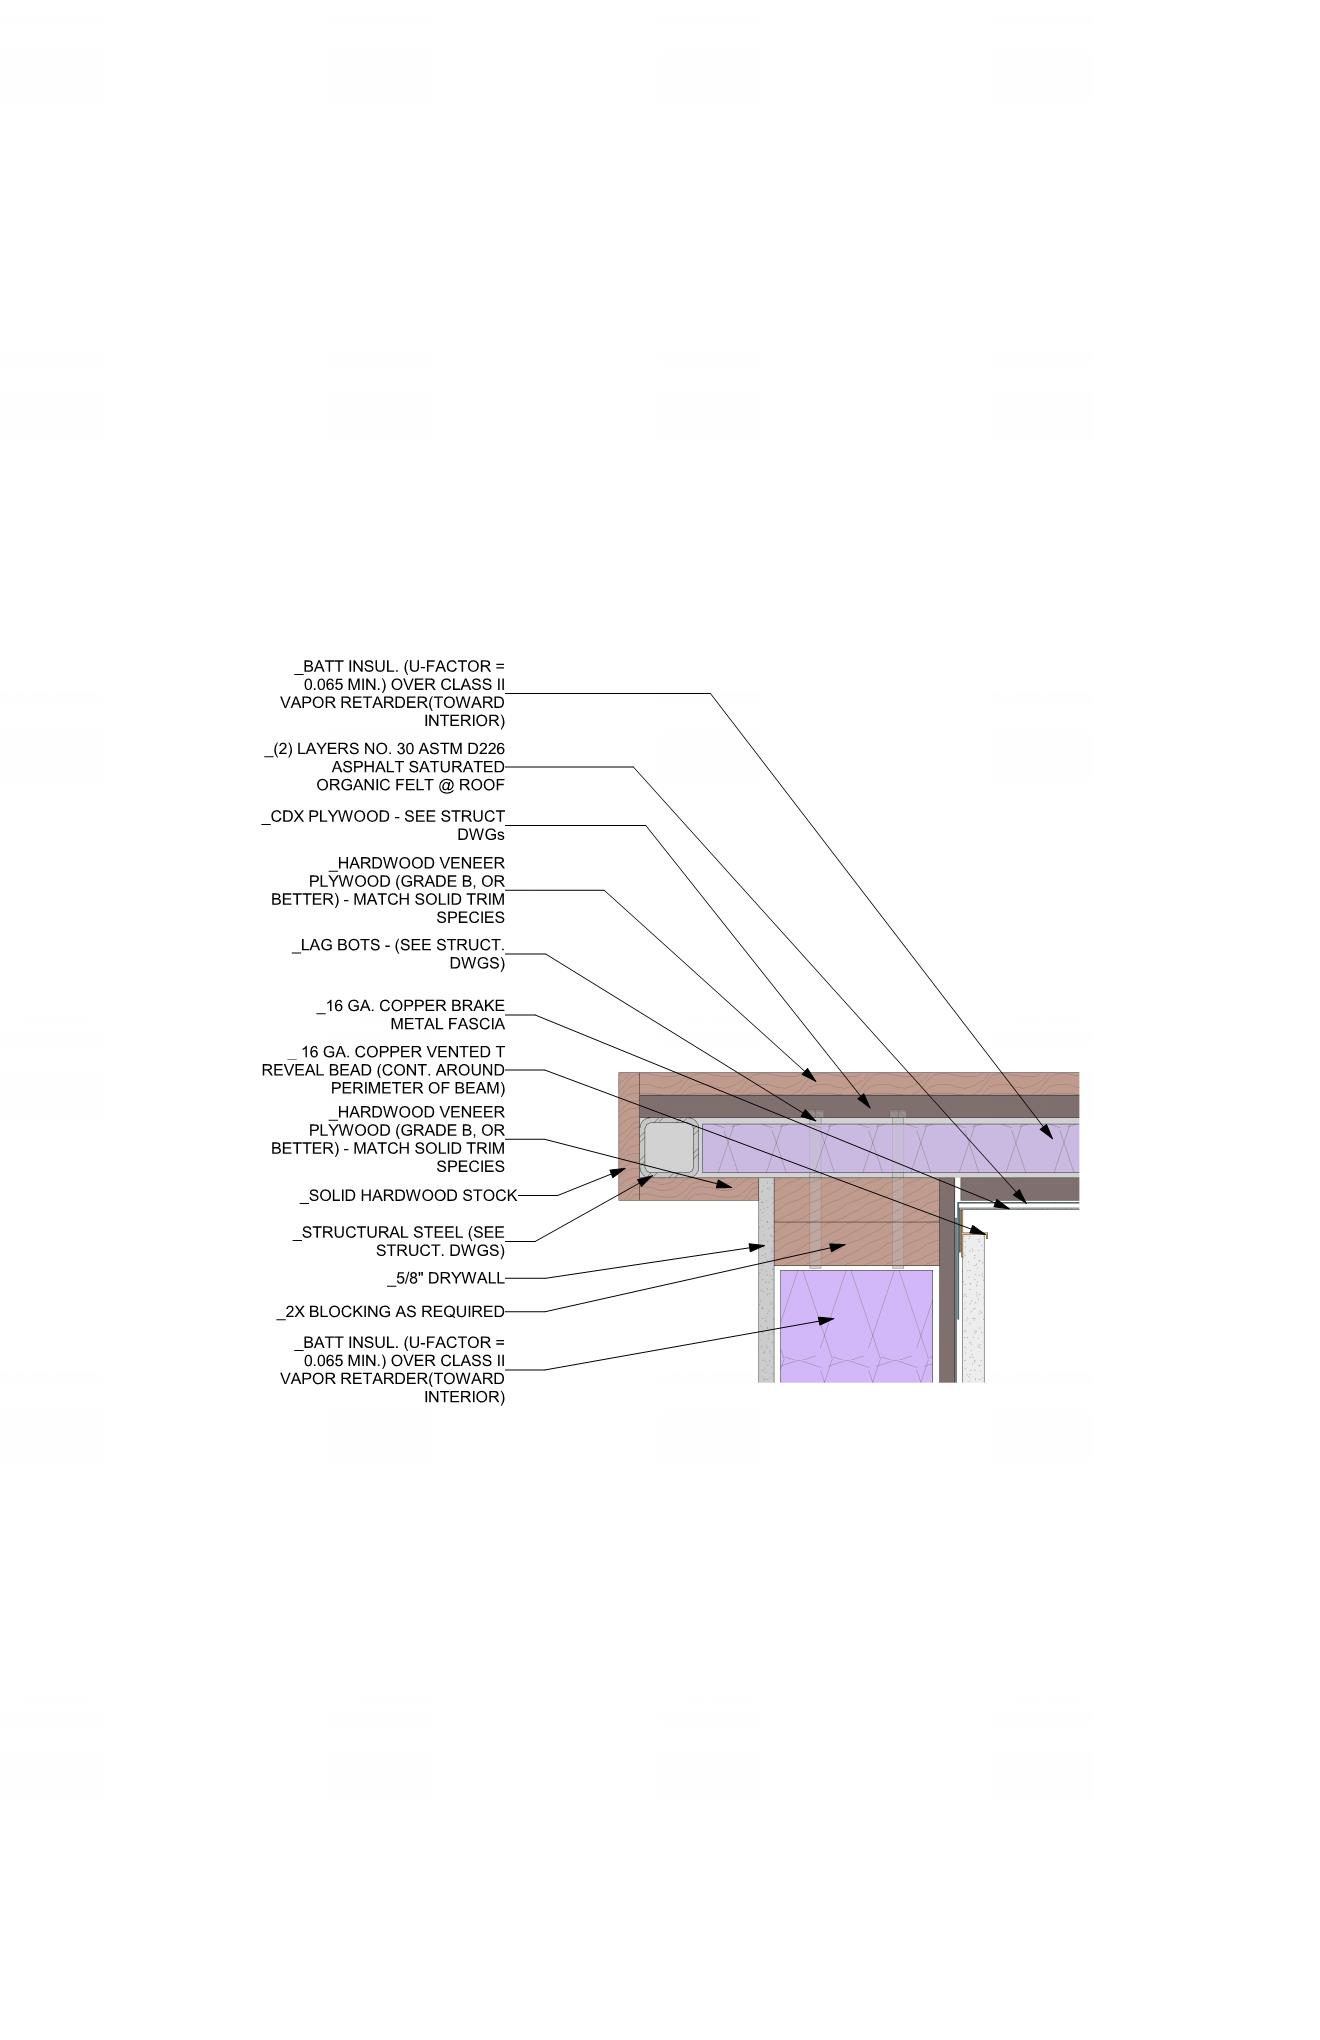 _BATT INSUL. (U-FACTOR =
0.065 MIN.) OVER CLASS II
VAPOR RETARDER(TOWARD
INTERIOR)
_(2) LAYERS NO. 30 ASTM D226
ASPHALT SATURATED
ORGANIC FELT @ ROOF
_CDX PLYWOOD - SEE STRUCT
DWGs
_HARDWOOD VENEER
PLYWOOD (GRADE B, OR
BETTER) - MATCH SOLID TRIM
SPECIES
_LAG BOTS - (SEE STRUCT.
DWGS)
_16 GA. COPPER BRAKE
METAL FASCIA
_ 16 GA. COPPER VENTED T
REVEAL BEAD (CONT. AROUND
PERIMETER OF BEAM)
_HARDWOOD VENEER
PLYWOOD (GRADE B, OR
BETTER) - MATCH SOLID TRIM
SPECIES
_SOLID HARDWOOD STOCK
_STRUCTURAL STEEL (SEE
STRUCT. DWGS)
_5/8" DRYWALL
_2X BLOCKING AS REQUIRED
_BATT INSUL. (U-FACTOR =
0.065 MIN.) OVER CLASS II
VAPOR RETARDER(TOWARD
INTERIOR)